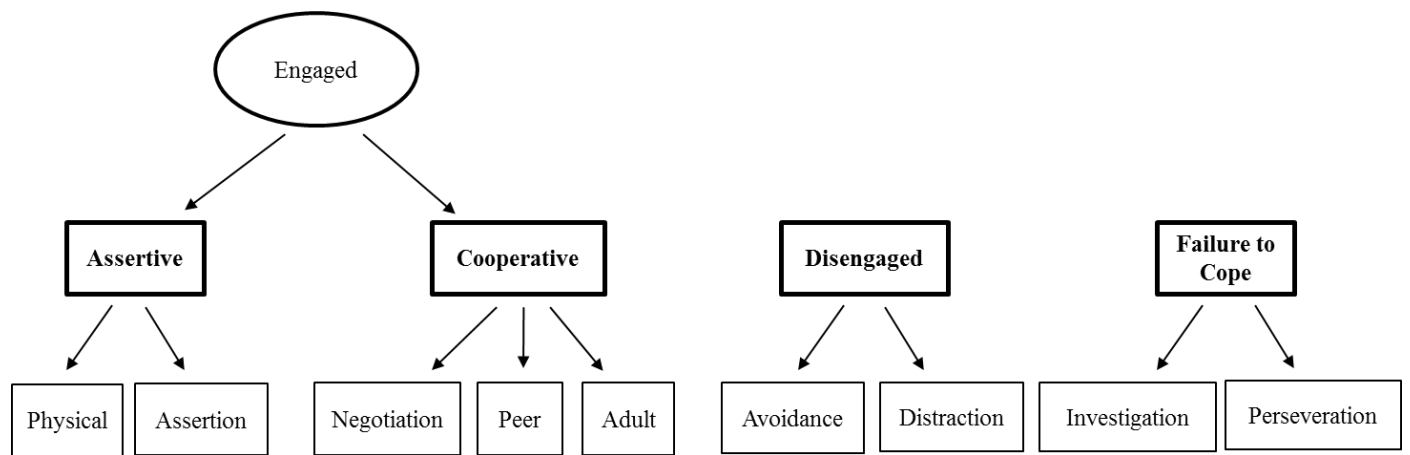 Engaged
Assertive
Cooperative
Disengaged
Failure to
Cope
Physical
Assertion
Negotiation
Peer
Adult
Avoidance
Distraction
Investigation
Perseveration